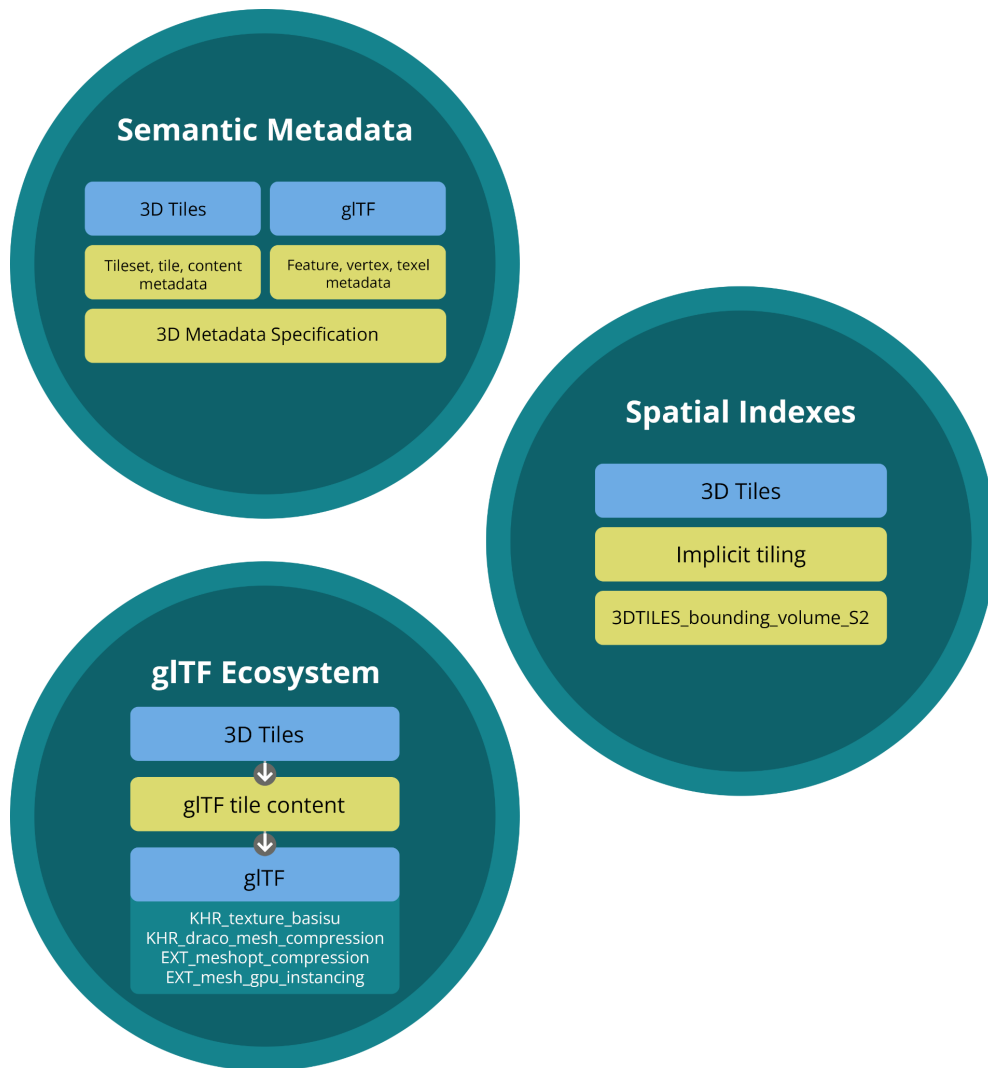 Semantic Metadata
3D Tiles
glTF
Tileset, tile, content
metadata
Feature, vertex, texel
metadata
3D Metadata Specification
Spatial Indexes
3D Tiles
Implicit tiling
3DTILES_bounding_volume_S2
glTF Ecosystem
3D Tiles
glTF tile content
glTF
KHR_texture_basisu
KHR_draco_mesh_compression
EXT_meshopt_compression
EXT_mesh_gpu_instancing